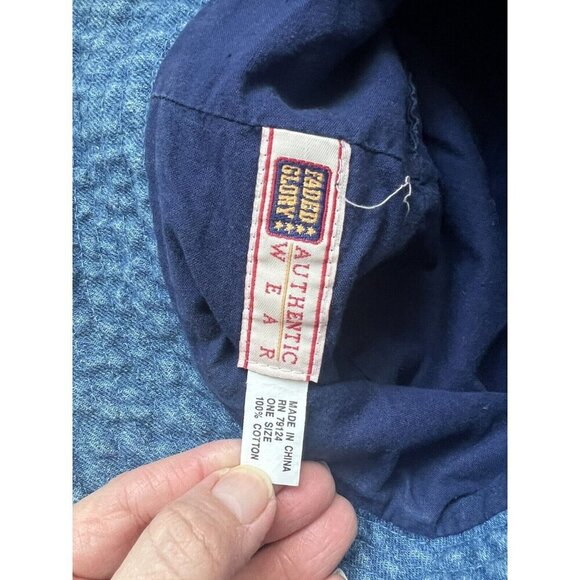 FADED
GLORY
AUTHENTIC
WEAR
MADE IN CHINA
RN 79124
ONE SIZE
100% COTTON